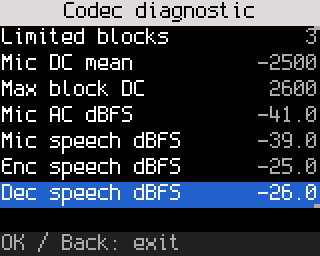 Codec diagnostic
Limited blocks 3
Mic DC mean -2500
Max block DC 2600
Mic AC dBFS -41.0
Mic speech dBFS -39.0
Enc speech dBFS -25.0
Dec speech dBFS -26.0
OK / Back: exit